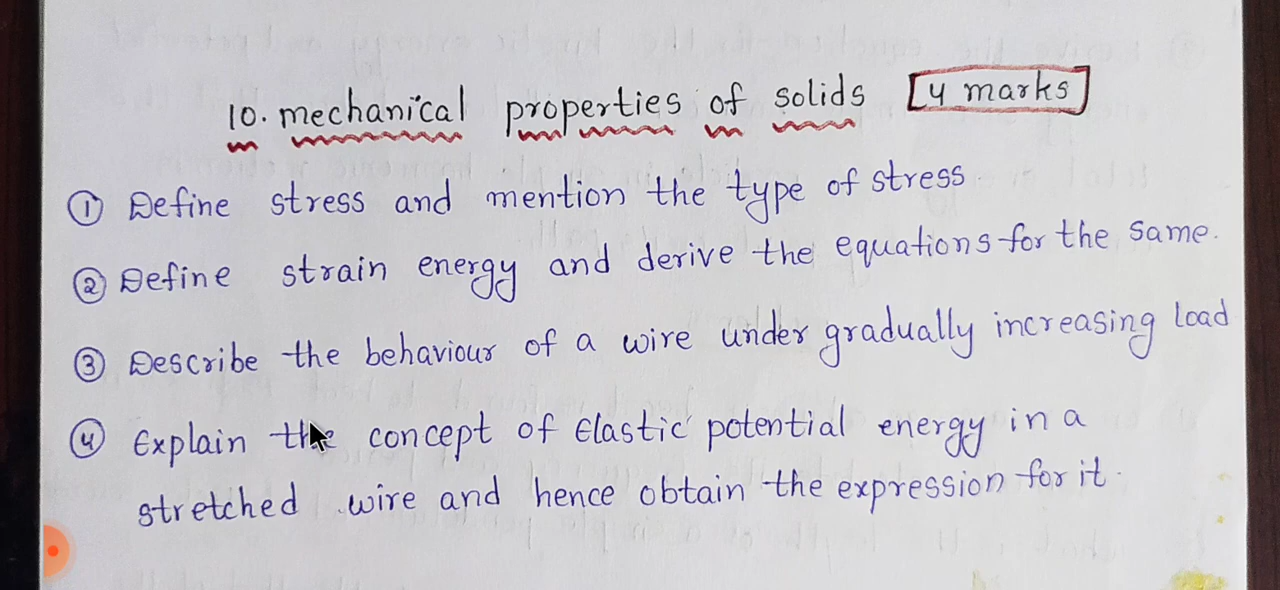 10. mechanical properties of solids [4 marks]
① Define stress and mention the type of stress
② Define strain energy and derive the equations for the same.
③ Describe the behaviour of a wire under gradually increasing load
④ Explain the concept of Elastic potential energy in a
stretched wire and hence obtain the expression for it.